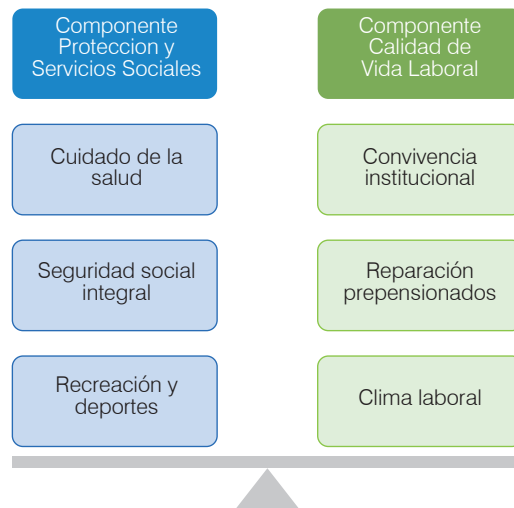 Componente
Proteccion y
Servicios Sociales
Cuidado de la
salud
Seguridad social
integral
Recreación y
deportes
Componente
Calidad de
Vida Laboral
Convivencia
institucional
Reparación
prepensionados
Clima laboral